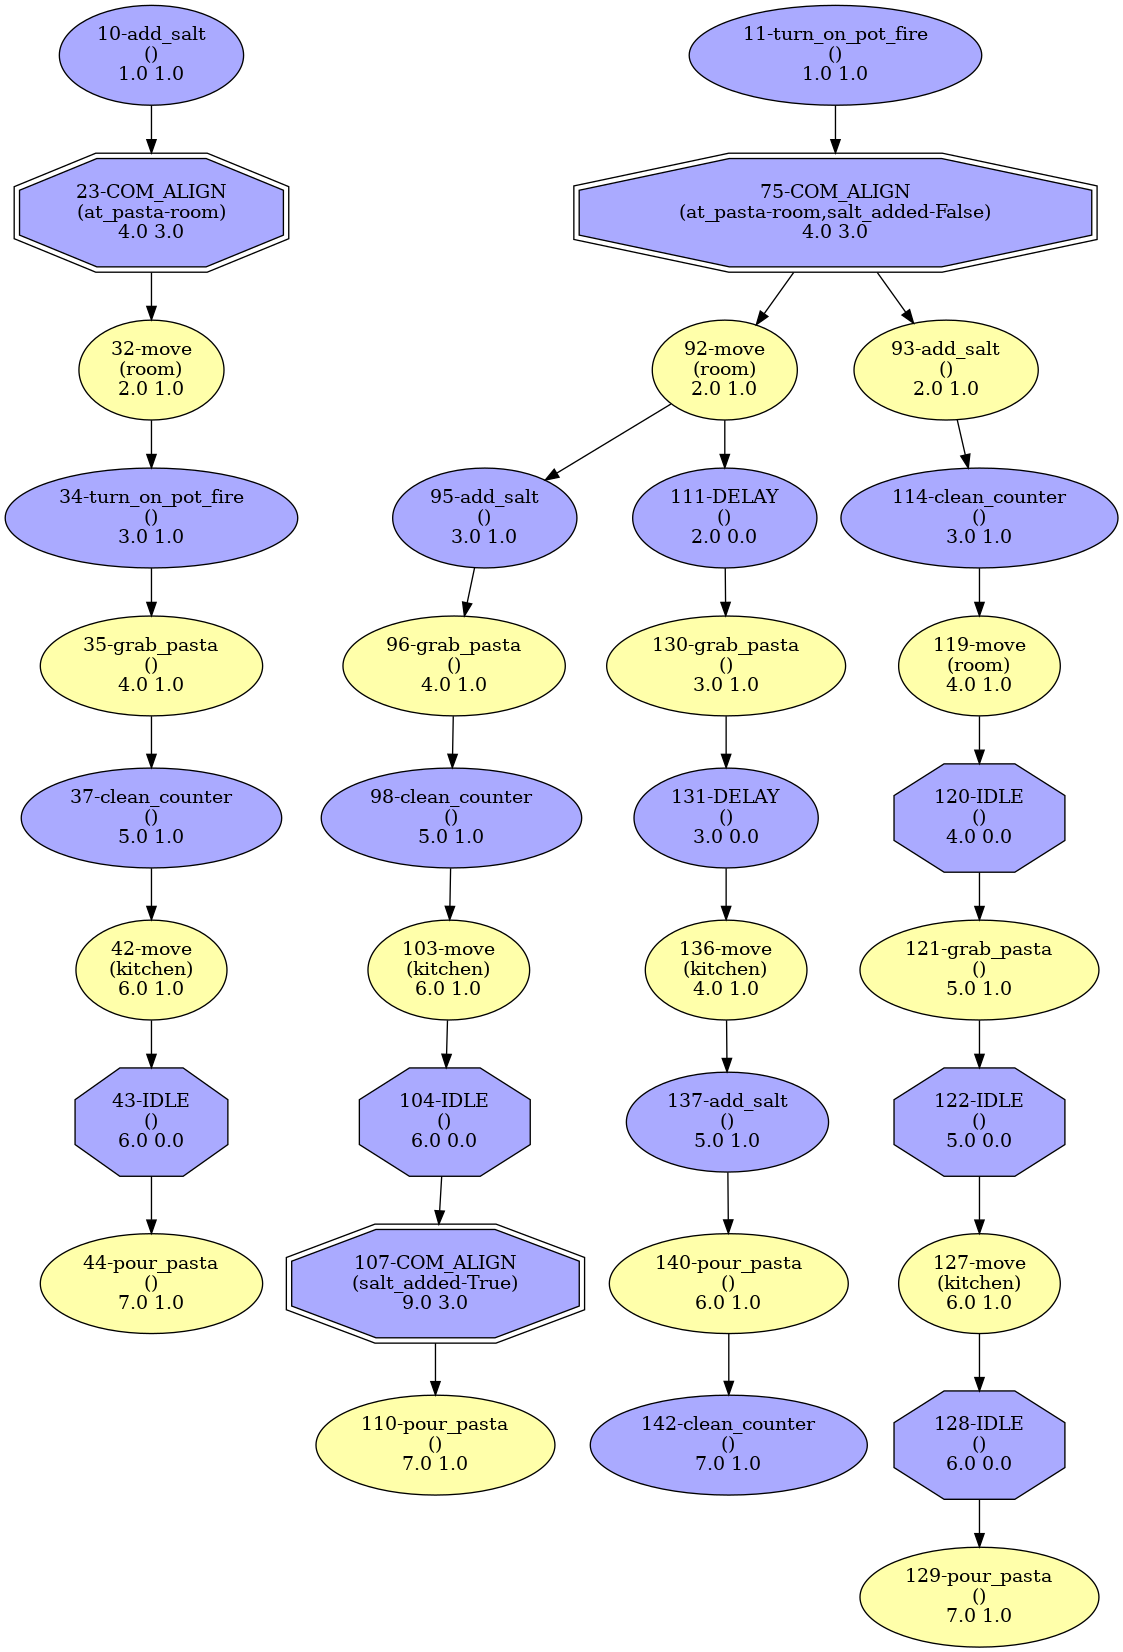 10-add_salt
()
1.0 1.0
11-turn_on_pot_fire
()
1.0 1.0
23-COM_ALIGN
(at_pasta-room)
4.0 3.0
75-COM_ALIGN
(at_pasta-room,salt_added-False)
4.0 3.0
32-move
(room)
2.0 1.0
92-move
(room)
2.0 1.0
93-add_salt
()
2.0 1.0
34-turn_on_pot_fire
()
3.0 1.0
95-add_salt
()
3.0 1.0
111-DELAY
()
2.0 0.0
114-clean_counter
()
3.0 1.0
35-grab_pasta
()
4.0 1.0
96-grab_pasta
()
4.0 1.0
130-grab_pasta
()
3.0 1.0
119-move
(room)
4.0 1.0
37-clean_counter
()
5.0 1.0
98-clean_counter
()
5.0 1.0
131-DELAY
()
3.0 0.0
120-IDLE
()
4.0 0.0
42-move
(kitchen)
6.0 1.0
103-move
(kitchen)
6.0 1.0
136-move
(kitchen)
4.0 1.0
121-grab_pasta
()
5.0 1.0
43-IDLE
()
6.0 0.0
104-IDLE
()
6.0 0.0
137-add_salt
()
5.0 1.0
122-IDLE
()
5.0 0.0
44-pour_pasta
()
7.0 1.0
107-COM_ALIGN
(salt_added-True)
9.0 3.0
140-pour_pasta
()
6.0 1.0
127-move
(kitchen)
6.0 1.0
110-pour_pasta
()
7.0 1.0
142-clean_counter
()
7.0 1.0
128-IDLE
()
6.0 0.0
129-pour_pasta
()
7.0 1.0